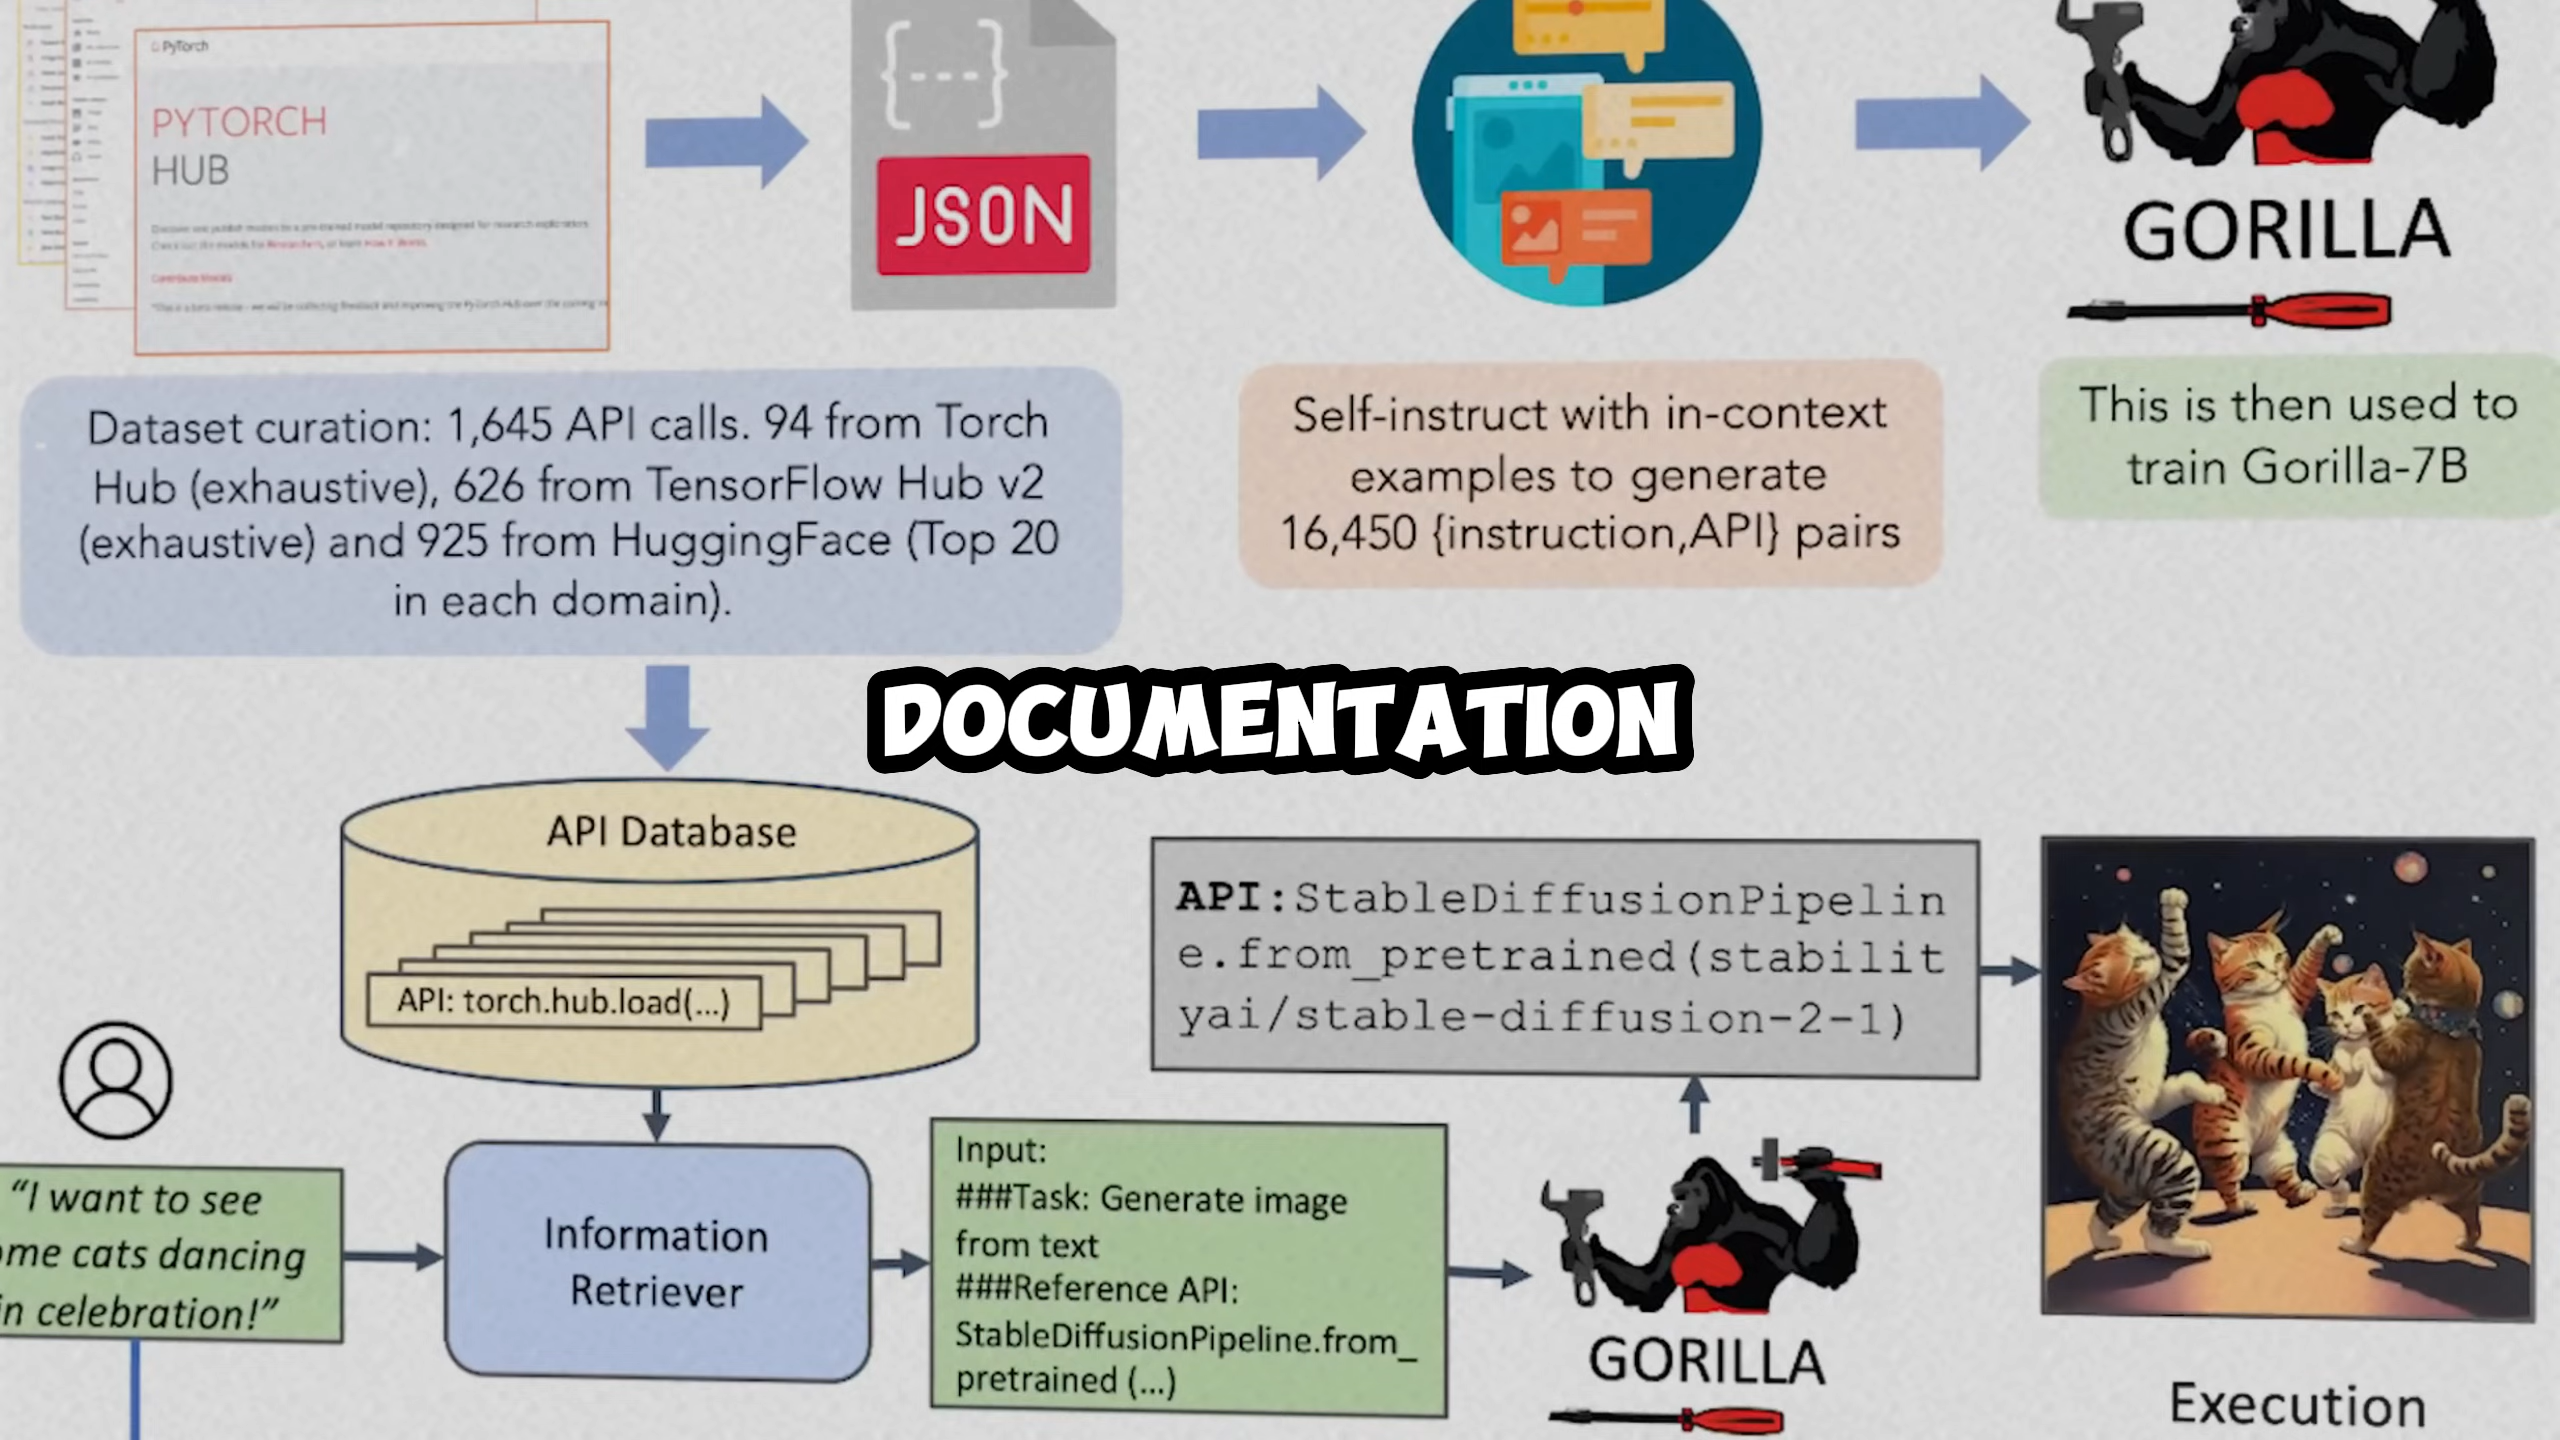 PyTorch
PYTORCH
HUB
Contribute Models
JSON
GORILLA
Dataset curation: 1,645 API calls. 94 from Torch
Hub (exhaustive), 626 from TensorFlow Hub v2
(exhaustive) and 925 from HuggingFace (Top 20
in each domain).
Self-instruct with in-context
examples to generate
16,450 {instruction,API} pairs
This is then used to
train Gorilla-7B
DOCUMENTATION
API Database
API: torch.hub.load(...)
API:StableDiffusionPipelin
e.from_pretrained(stabilit
yai/stable-diffusion-2-1)
"I want to see
ome cats dancing
in celebration!"
Information
Retriever
Input:
###Task: Generate image
from text
###Reference API:
StableDiffusionPipeline.from_
pretrained (...)
GORILLA
Execution